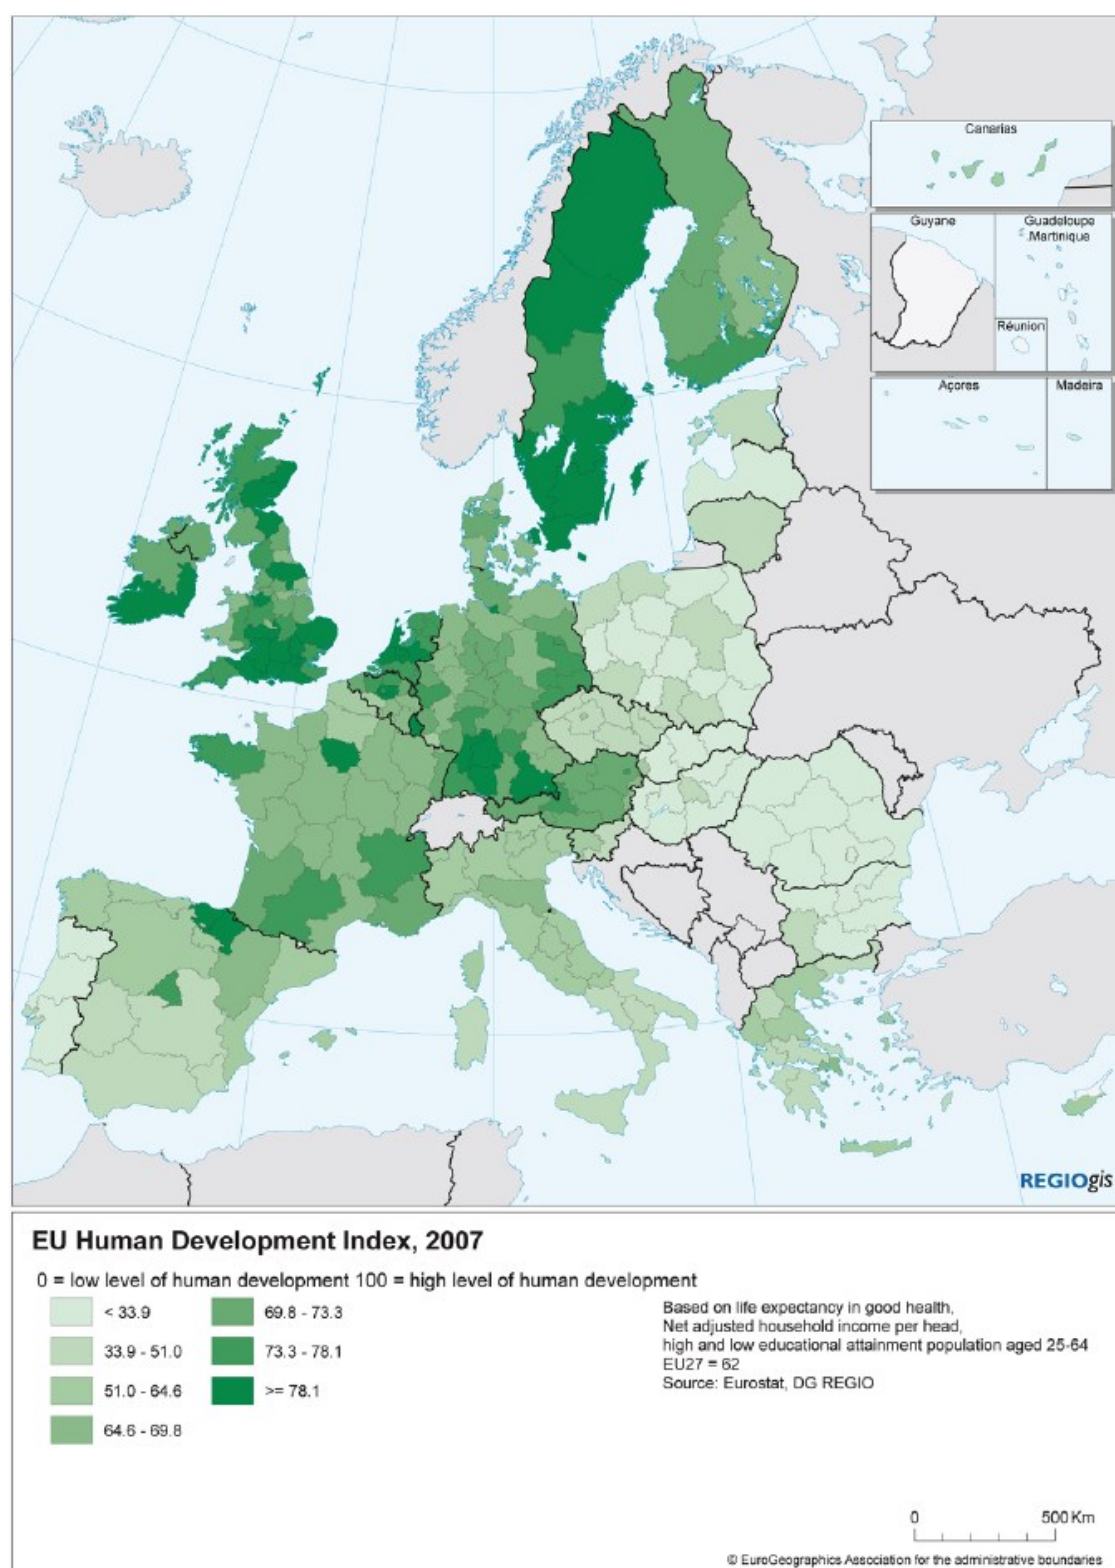 Canarias
Guyane
Guadeloupe
Martinique
Réunion
Açores
Madeira
REGIOgis
EU Human Development Index, 2007
0 = low level of human development 100 = high level of human development
< 33.9
33.9 - 51.0
51.0 - 64.6
64.6 - 69.8
69.8 - 73.3
73.3 - 78.1
>= 78.1
Based on life expectancy in good health,
Net adjusted household income per head,
high and low educational attainment population aged 25-64
EU27 = 62
Source: Eurostat, DG REGIO
0 500 Km
© EuroGeographics Association for the administrative boundaries